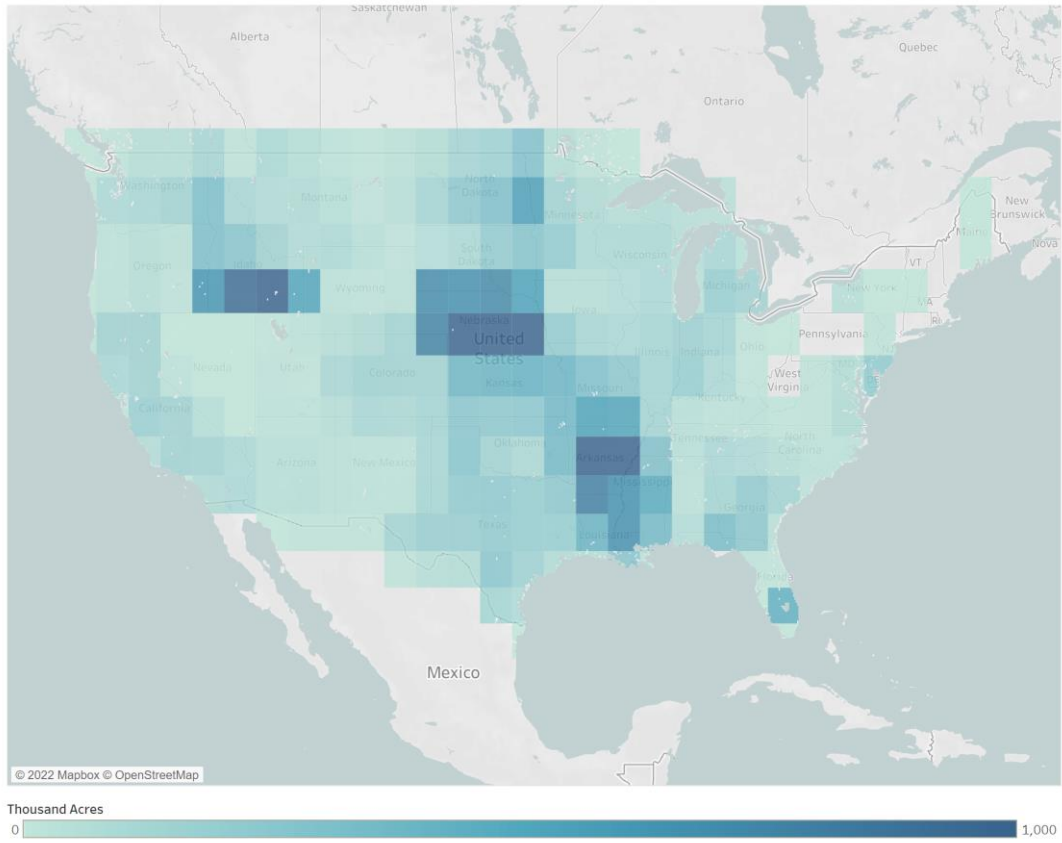 Saskatchewan
Alberta
Quebec
Ontario
Washington
North
Dakota
Montana
Minnesota
New
Brunswick
Maine
Nova
Oregon
Idaho
South
Dakota
Wisconsin
VT
Wyoming
Michigan
New York
MA
RI
Iowa
Nebraska
United
States
Pennsylvania
Nevada
Utah
Colorado
Kansas
Missouri
Illinois
Indiana
Ohio
West
Virginia
Kentucky
California
Arizona
New Mexico
Oklahoma
Arkansas
Tennessee
North
Carolina
Mississippi
Texas
Louisiana
Georgia
Florida
Mexico
© 2022 Mapbox © OpenStreetMap
Thousand Acres
0 1,000